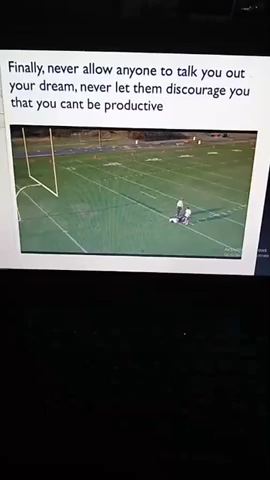 Finally, never allow anyone to talk you out
your dream, never let them discourage you
that you cant be productive